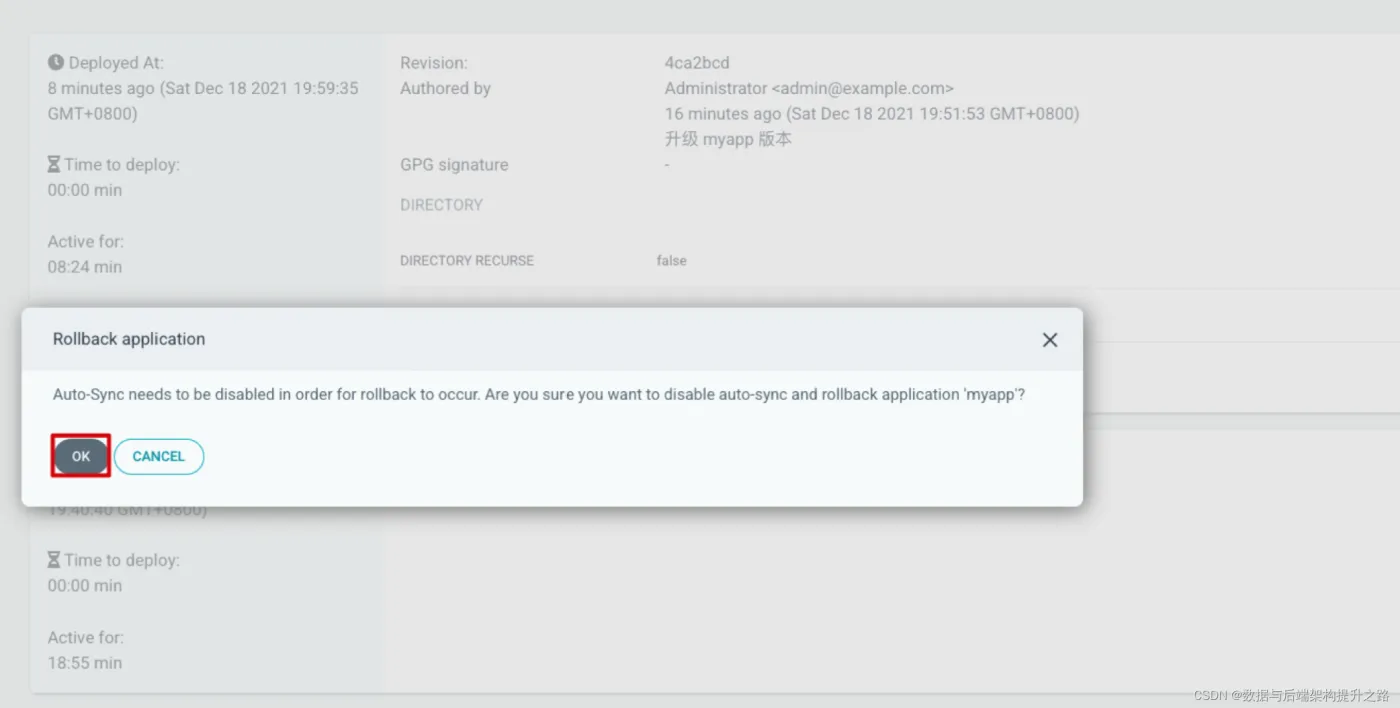 Deployed At:
8 minutes ago (Sat Dec 18 2021 19:59:35
GMT+0800)
Time to deploy:
00:00 min
Active for:
08:24 min
Revision:
4ca2bcd
Authored by
Administrator <admin@example.com>
16 minutes ago (Sat Dec 18 2021 19:51:53 GMT+0800)
升级 myapp 版本
GPG signature
-
DIRECTORY
DIRECTORY RECURSE
false
Rollback application
Auto-Sync needs to be disabled in order for rollback to occur. Are you sure you want to disable auto-sync and rollback application 'myapp'?
OK
CANCEL
19:40:40 GMT+0800)
Time to deploy:
00:00 min
Active for:
18:55 min
CSDN @数据与后端架构提升之路